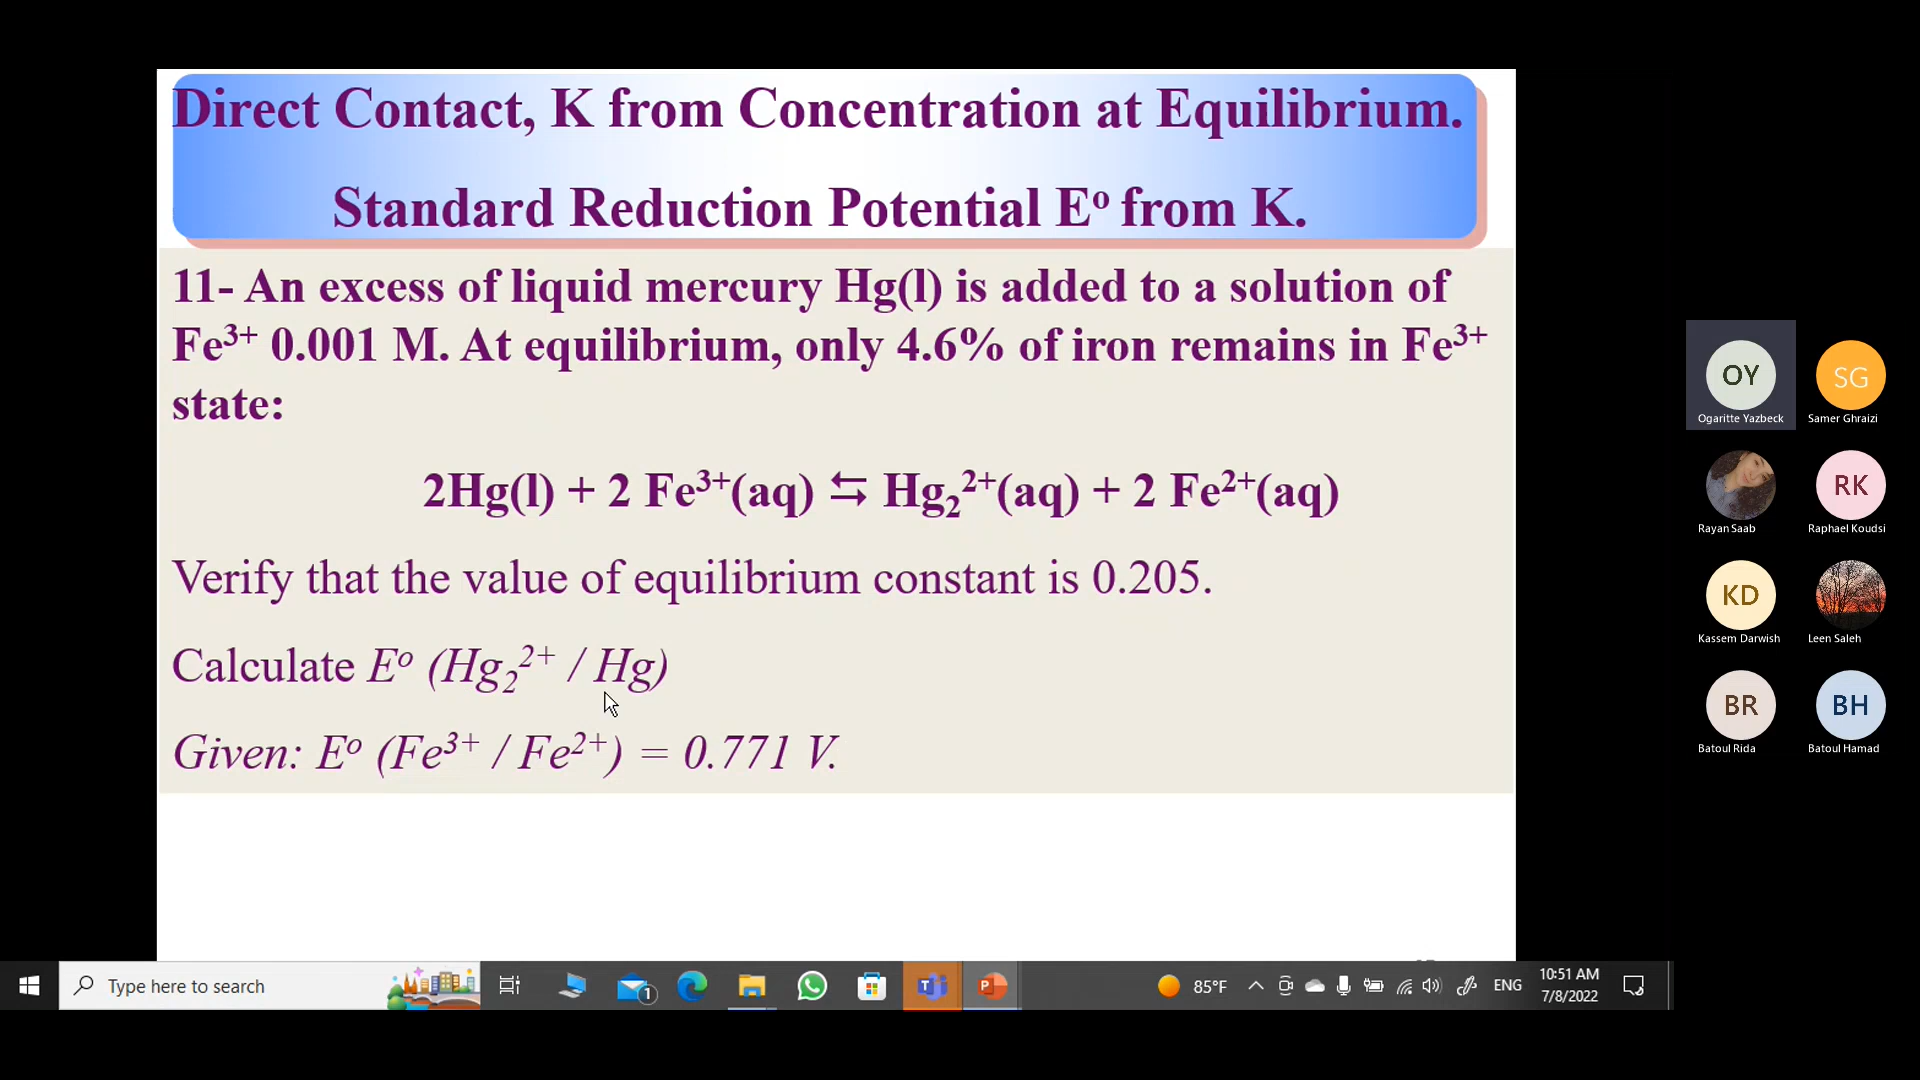 Direct Contact, K from Concentration at Equilibrium.
Standard Reduction Potential Eº from K.
11- An excess of liquid mercury Hg(l) is added to a solution of
Fe³⁺ 0.001 M. At equilibrium, only 4.6% of iron remains in Fe³⁺
state:
2Hg(l) + 2 Fe³⁺(aq) ⇆ Hg₂²⁺(aq) + 2 Fe²⁺(aq)
Verify that the value of equilibrium constant is 0.205.
Calculate Eº (Hg₂²⁺ / Hg)
Given: Eº (Fe³⁺ / Fe²⁺) = 0.771 V.
OY
Ogaritte Yazbeck
SG
Samer Ghraizi
Rayan Saab
RK
Raphael Koudsi
KD
Kassem Darwish
Leen Saleh
BR
Batoul Rida
BH
Batoul Hamad
Type here to search
1
T
P
85°F
ENG
10:51 AM
7/8/2022